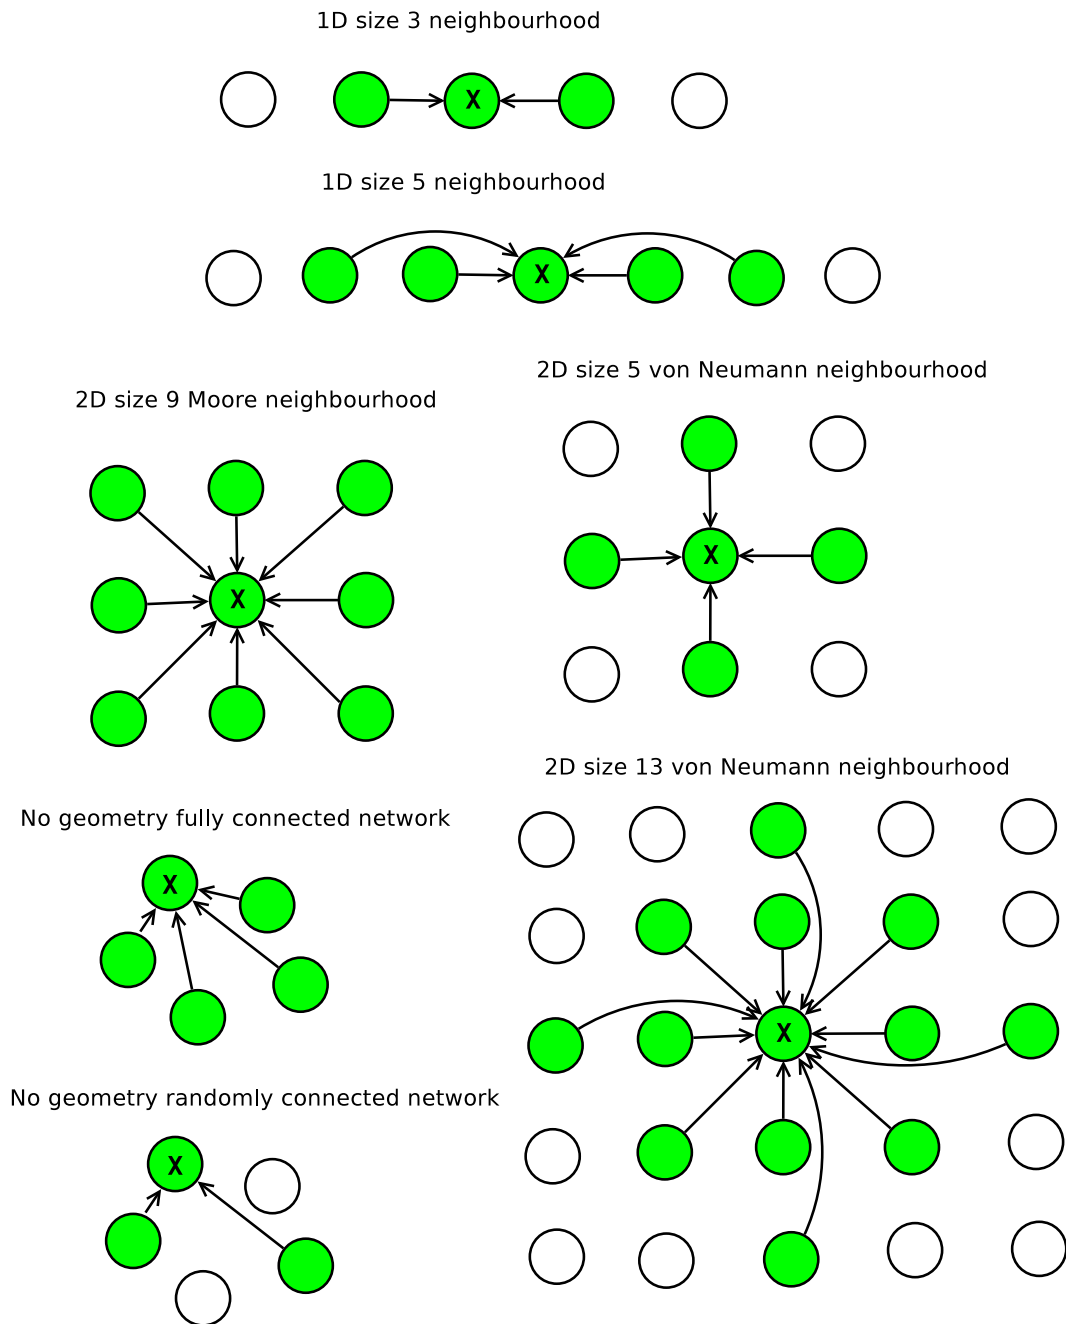 1D size 3 neighbourhood
X
1D size 5 neighbourhood
X
2D size 5 von Neumann neighbourhood
2D size 9 Moore neighbourhood
X
X
2D size 13 von Neumann neighbourhood
No geometry fully connected network
X
X
No geometry randomly connected network
X